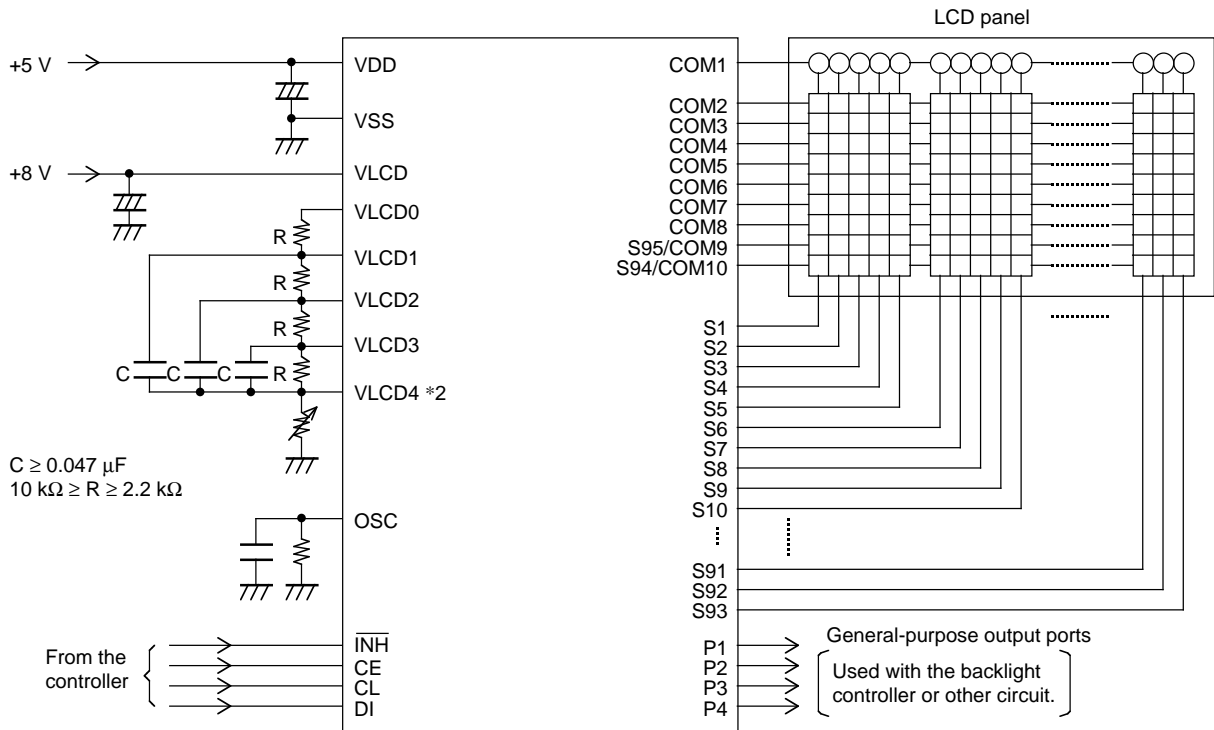 LCD panel
+5 V
VDD
COM1
VSS
COM2
COM3
COM4
COM5
COM6
COM7
COM8
S95/COM9
S94/COM10
+8 V
VLCD
VLCD0
R
VLCD1
R
VLCD2
R
VLCD3
C
C
C
R
VLCD4 *2
C ≥ 0.047 μF
10 kΩ ≥ R ≥ 2.2 kΩ
OSC
S1
S2
S3
S4
S5
S6
S7
S8
S9
S10
S91
S92
S93
From the
controller
INH
CE
CL
DI
P1
P2
P3
P4
General-purpose output ports
Used with the backlight
controller or other circuit.